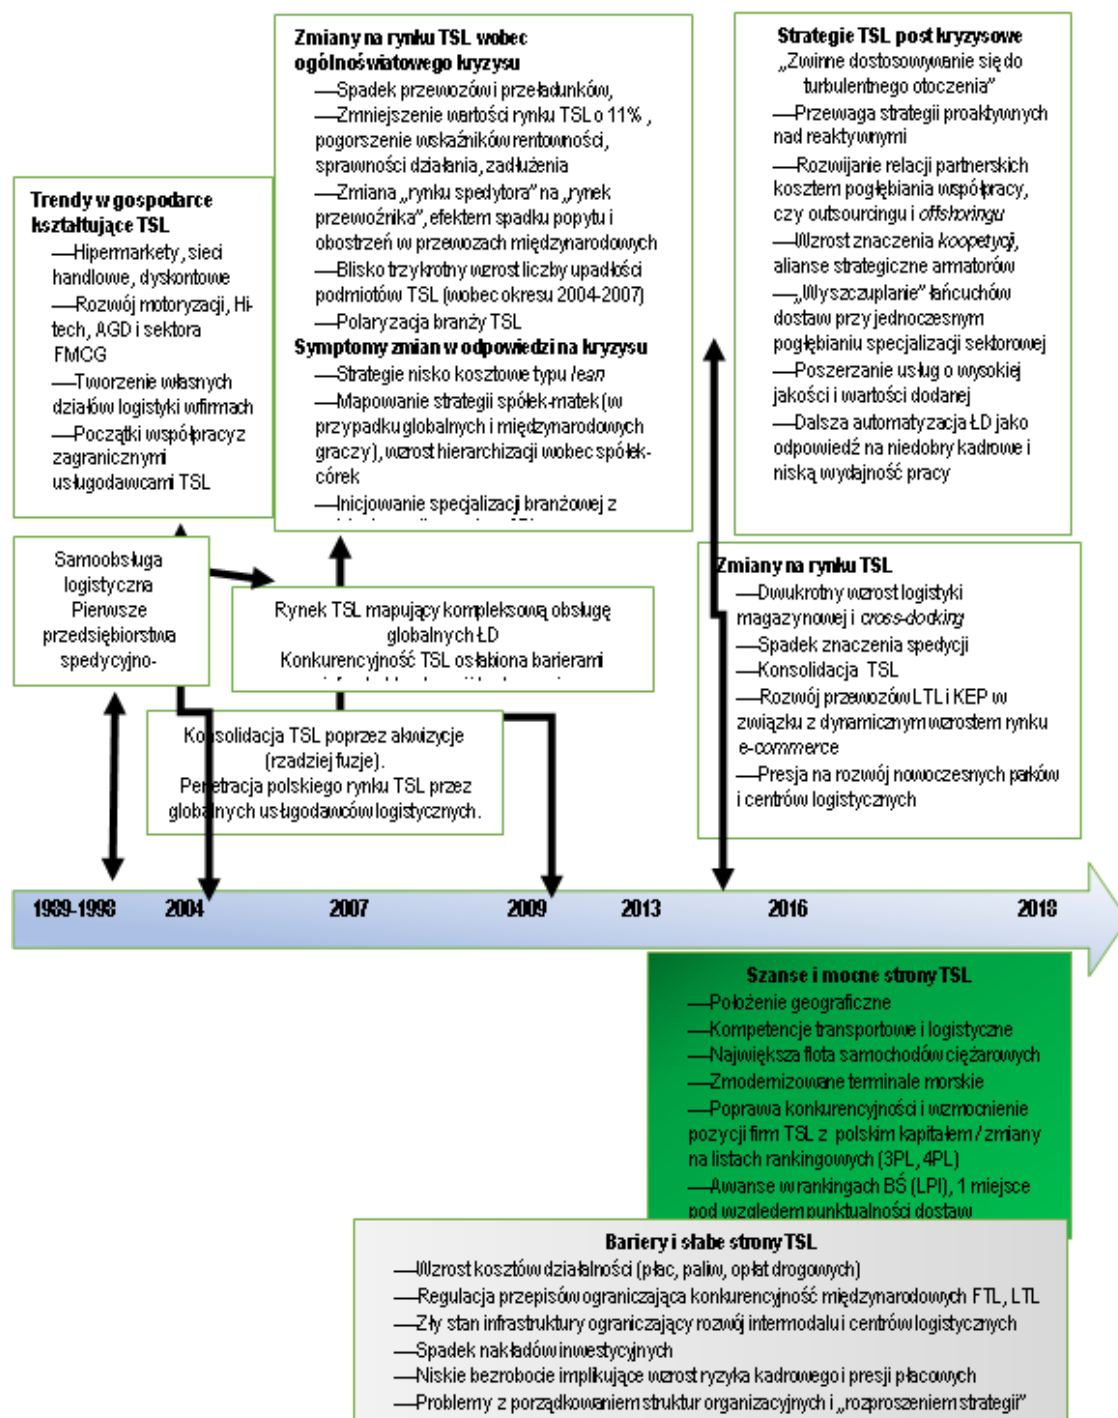 Trendy w gospodarce
kształtujące TSL
—Hipermarkety, sieci
handlowe, dyskontowe
—Rozwój motoryzacji, Hi-
tech, AGD i sektora
FMCG
—Tworzenie własnych
działów logistyki wfirmach
—Początki współpracy z
zagranicznymi
usługodawcami TSL
Zmiany na rynku TSL wobec
ogólnoświatowego kryzysu
—Spadek przewozów i przeładunków,
—Zmniejszenie wartości rynku TSL o 11% ,
pogorszenie wskaźników rentowności,
sprawności działania, zadłużenia
—Zmiana „rynku spedytora” na „rynek
przewoźnika”, efektem spadku popytu i
obostrzeń w przewozach międzynarodowych
—Blisko trzykrotny wzrost liczby upadłości
podmiotów TSL (wobec okresu 2004-2007)
—Polaryzacja branży TSL
Symptomy zmian w odpowiedzi na kryzysu
—Strategie nisko kosztowe typu lean
—Mapowanie strategii spółek-matek (w
przypadku globalnych i międzynarodowych
graczy), wzrost hierarchizacji wobec spółek-
córek
—Inicjowanie specjalizacji branżowej z
Strategie TSL post kryzysowe
„Zwinne dostosowywanie się do
turbulentnego otoczenia”
—Przewaga strategii proaktywnych
nad reaktywnymi
—Rozwijanie relacji partnerskich
kosztem pogłębiania współpracy,
czy outsourcingu i offshoringu
—Wzrost znaczenia koopetycji,
alianse strategiczne armatorów
—„Wyszczuplanie” łańcuchów
dostaw przy jednoczesnym
pogłębianiu specjalizacji sektorowej
—Poszerzanie usług o wysokiej
jakości i wartości dodanej
—Dalsza automatyzacja ŁD jako
odpowiedź na niedobry kadrowe i
niską wydajność pracy
Samoobsługa
logistyczna
Pierwsze
przedsiębiorstwa
spedycyjno-
Rynek TSL mapujący kompleksową obsługę
globalnych ŁD
Konkurencyjność TSL osłabiona barierami
Konsolidacja TSL poprzez akwizycje
(rzadziej fuzje).
Penetracja polskiego rynku TSL przez
globalnych usługodawców logistycznych.
Zmiany na rynku TSL
—Dwukrotny wzrost logistyki
magazynowej i cross-docking
—Spadek znaczenia spedycji
—Konsolidacja TSL
—Rozwój przewozów LTL i KEP w
związku z dynamicznym wzrostem rynku
e-commerce
—Presja na rozwój nowoczesnych parków
i centrów logistycznych
1989-1998 2004 2007 2009 2013 2016 2018
Szanse i mocne strony TSL
—Położenie geograficzne
—Kompetencje transportowe i logistyczne
—Największa flota samochodów ciężarowych
—Zmodernizowane terminale morskie
—Poprawa konkurencyjności i wzmocnienie
pozycji firm TSL z polskim kapitałem / zmiany
na listach rankingowych (3PL, 4PL)
—Awanse w rankingach BŚ (LPI), 1 miejsce
pod względem punktualności dostaw
Bariery i słabe strony TSL
—Wzrost kosztów działalności (płac, paliw, opłat drogowych)
—Regulacja przepisów ograniczająca konkurencyjność międzynarodowych FTL, LTL
—Zły stan infrastruktury ograniczający rozwój intermodalu i centrów logistycznych
—Spadek nakładów inwestycyjnych
—Niskie bezrobocie implikujące wzrost ryzyka kadrowego i presji płacowych
—Problemy z porządkowaniem struktur organizacyjnych i „rozproszeniem strategii”